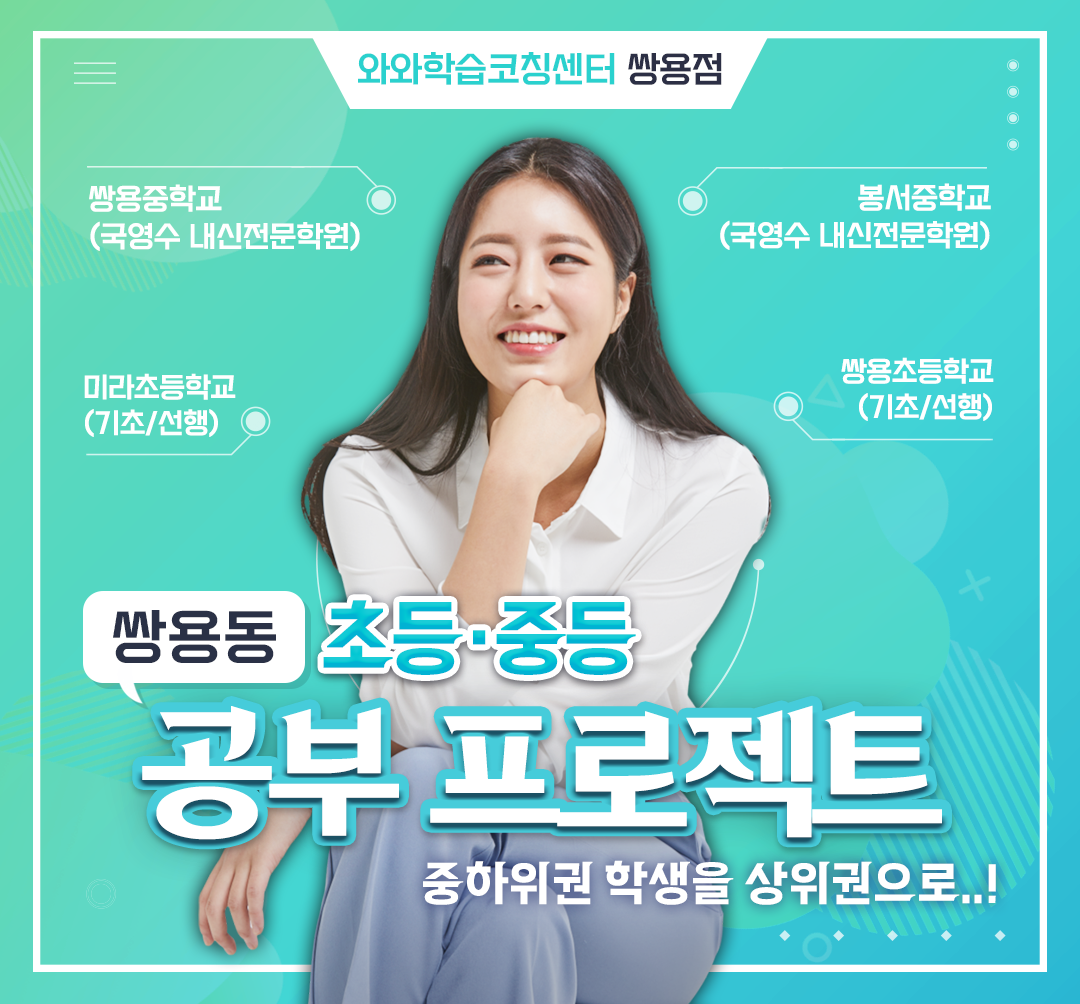 와와학습코칭센터 쌍용점
쌍용중학교
(국영수 내신전문학원)
봉서중학교
(국영수 내신전문학원)
미라초등학교
(기초/선행)
쌍용초등학교
(기초/선행)
쌍용동 초등·중등
공부 프로젝트
중하위권 학생을 상위권으로..!